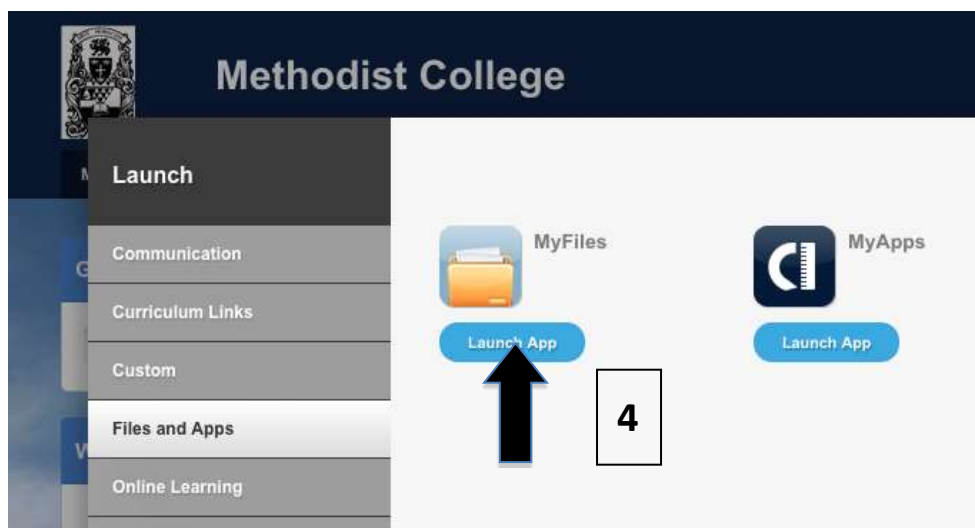 Methodist College
Launch
Communication
Curriculum Links
Custom
Files and Apps
Online Learning
MyFiles
Launch App
MyApps
Launch App
4